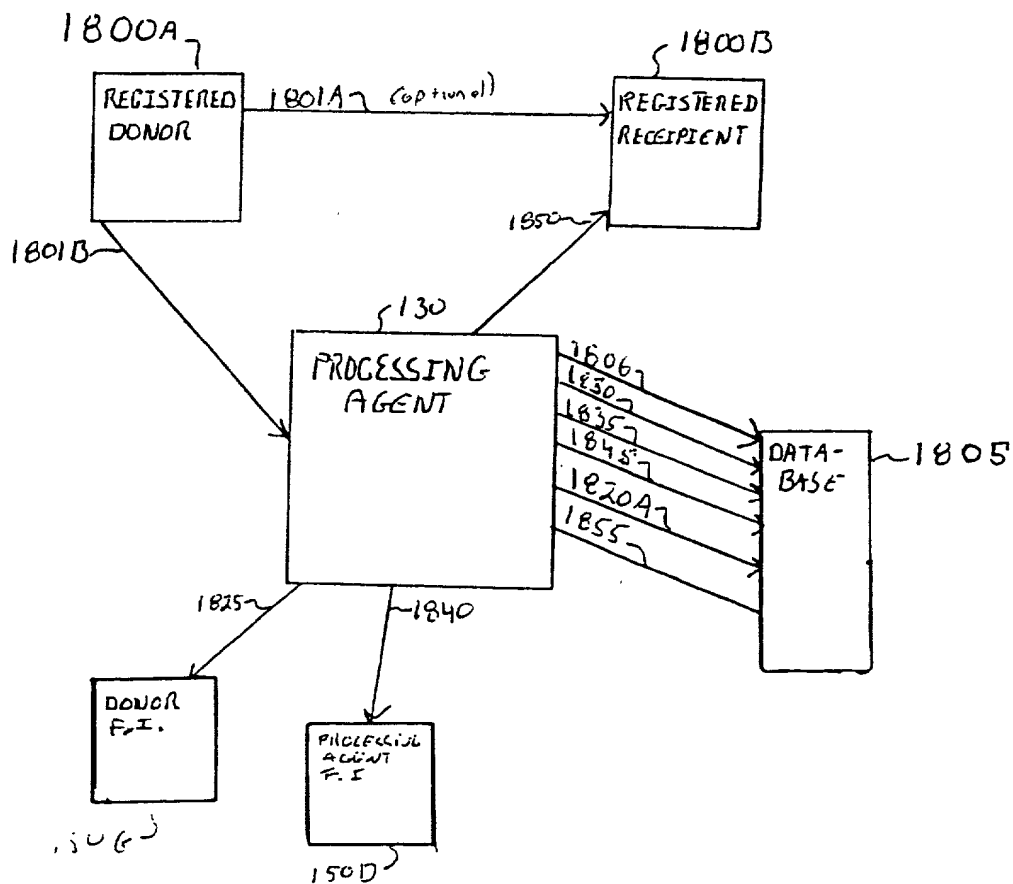 1800A
1800B
REGISTERED
DONOR
1801A
(optional)
REGISTERED
RECEIPIENT
1801B
1850
130
PROCESSING
AGENT
1806
1830
1835
1845
1820A
1855
DATA-
BASE
1805
1825
1840
DONOR
F.I.
PROCESSING
AGENT
F.I
150D